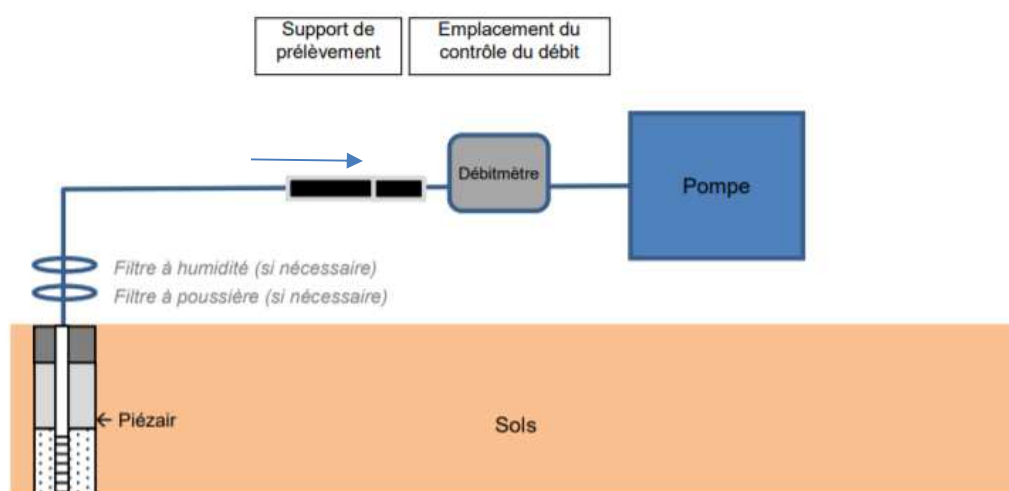 Support de
prélèvement
Emplacement du
contrôle du débit
Débitmètre
Pompe
Filtre à humidité (si nécessaire)
Filtre à poussière (si nécessaire)
Piézair
Sols